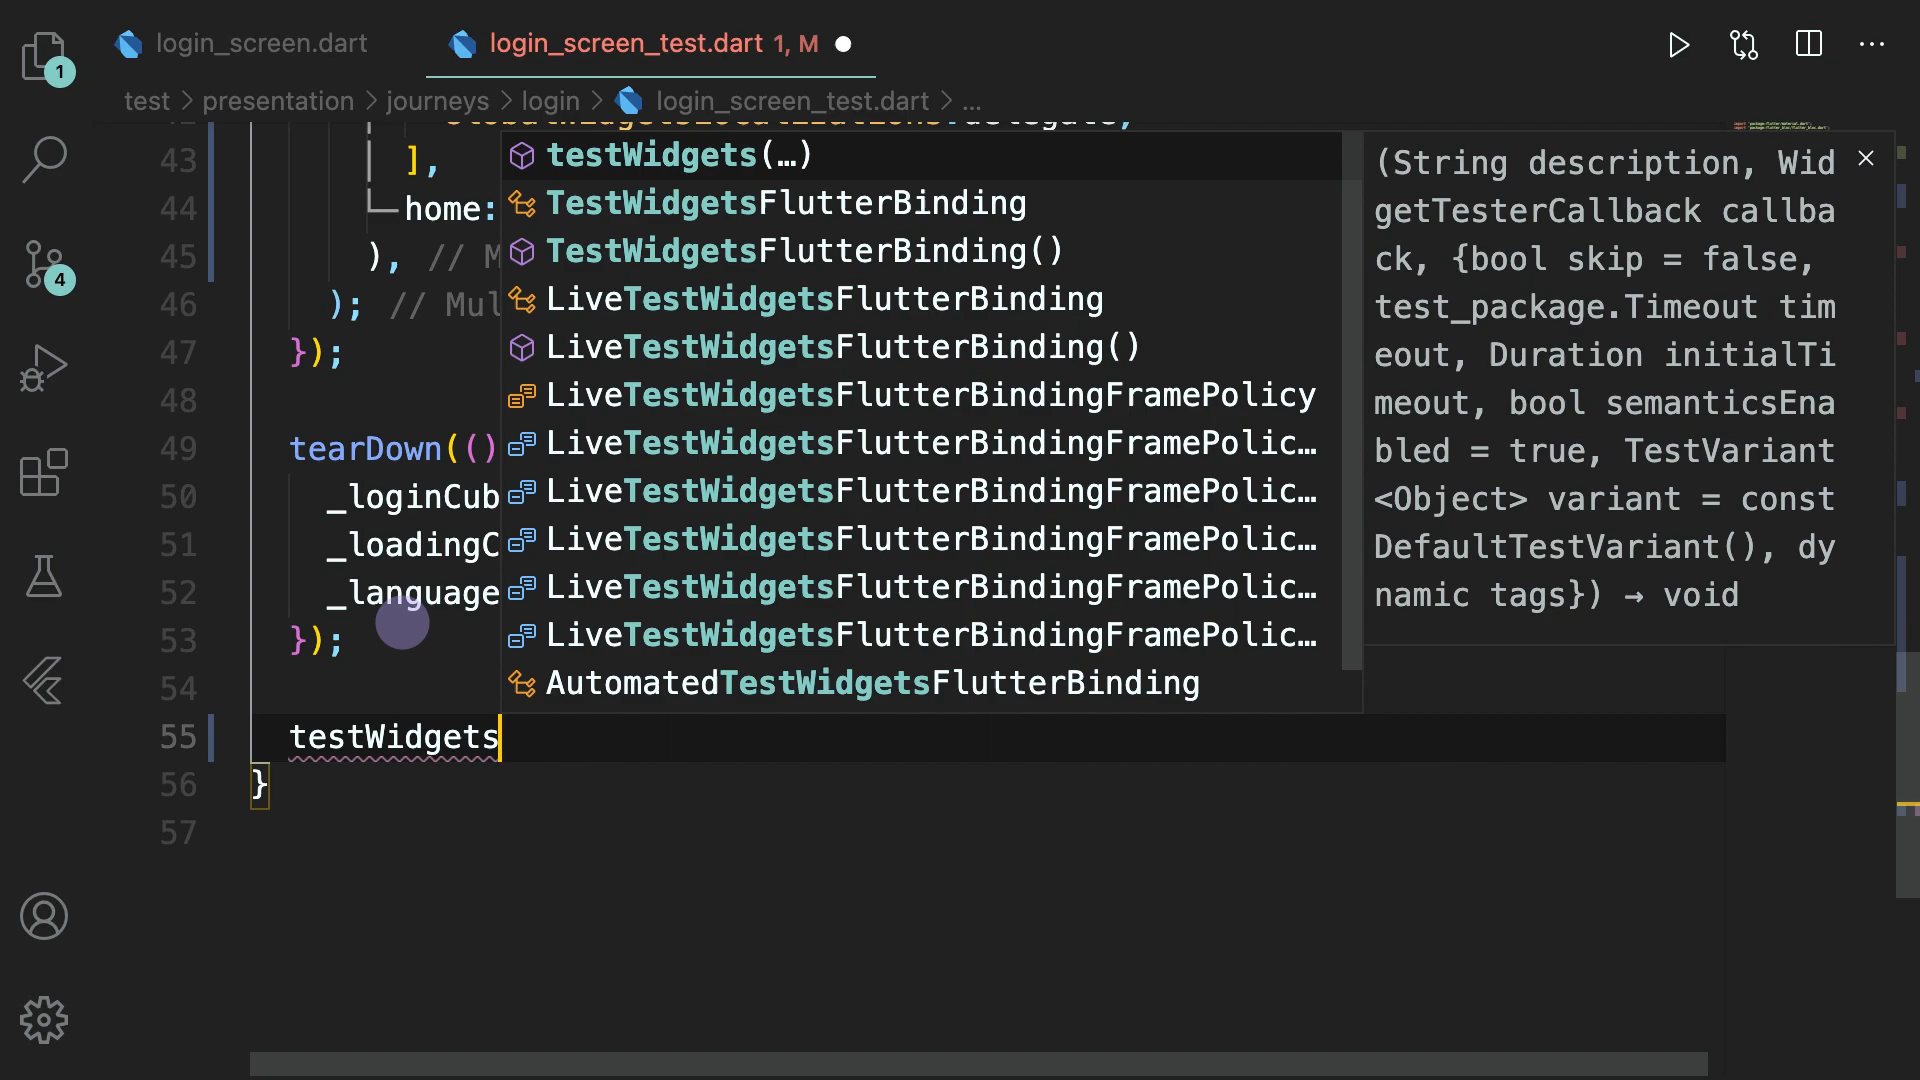 login_screen.dart
login_screen_test.dart 1, M
1
test > presentation > journeys > login > login_screen_test.dart > ...
43 ],
44 home:
45 ), // M
46 ); // Mul
47 });
48
49 tearDown(()
50 _loginCub
51 _loadingC
52 _language
53 });
54
55 testWidgets
56 }
57
4
testWidgets(…)
TestWidgetsFlutterBinding
TestWidgetsFlutterBinding()
LiveTestWidgetsFlutterBinding
LiveTestWidgetsFlutterBinding()
LiveTestWidgetsFlutterBindingFramePolicy
LiveTestWidgetsFlutterBindingFramePolic…
LiveTestWidgetsFlutterBindingFramePolic…
LiveTestWidgetsFlutterBindingFramePolic…
LiveTestWidgetsFlutterBindingFramePolic…
LiveTestWidgetsFlutterBindingFramePolic…
AutomatedTestWidgetsFlutterBinding
(String description, Wid
getTesterCallback callba
ck, {bool skip = false,
test_package.Timeout tim
eout, Duration initialTi
meout, bool semanticsEna
bled = true, TestVariant
<Object> variant = const
DefaultTestVariant(), dy
namic tags}) → void